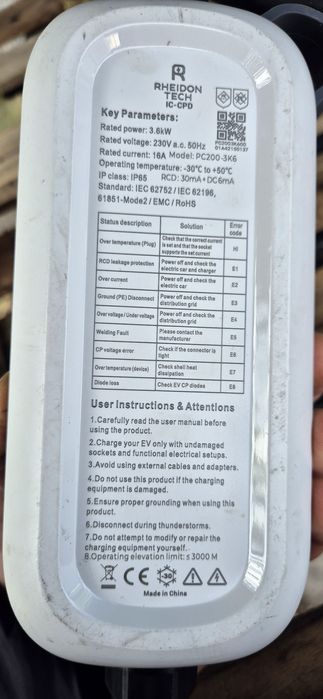 RHEIDON
TECH
IC-CPD
Key Parameters:
Rated power: 3.6kW
Rated voltage: 230V a.c. 50Hz
Rated current: 16A Model: PC200-3K6
Operating temperature: -30°C to +50°C
IP class: IP65 RCD: 30mA+DC6mA
Standard: IEC 62752 / IEC 62196,
61851-Mode2 / EMC / RoHS
Status description Solution Error code
Over temperature (Plug) Check that the correct current is set and that the socket supports the set current HI
RCD leakage protection Power off and check the electric car and charger E1
Over current Power off and check the electric car E2
Ground (PE) Disconnect Power off and check the distribution grid E3
Over voltage / Under voltage Power off and check the distribution grid E4
Welding Fault Please contact the manufacturer E5
CP voltage error Check if the connector is tight E6
Over temperature (device) Check shell heat dissipation E7
Diode loss Check EV CP diodes E8
User Instructions & Attentions
1.Carefully read the user manual before
using the product.
2.Charge your EV only with undamaged
sockets and functional electrical setups.
3.Avoid using external cables and adapters.
4.Do not use this product if the charging
equipment is damaged.
5.Ensure proper grounding when using this
product.
6.Disconnect during thunderstorms.
7.Do not attempt to modify or repair the
charging equipment yourself.
8.Operating elevation limit: ≤3000 M
CE -30
Made in China